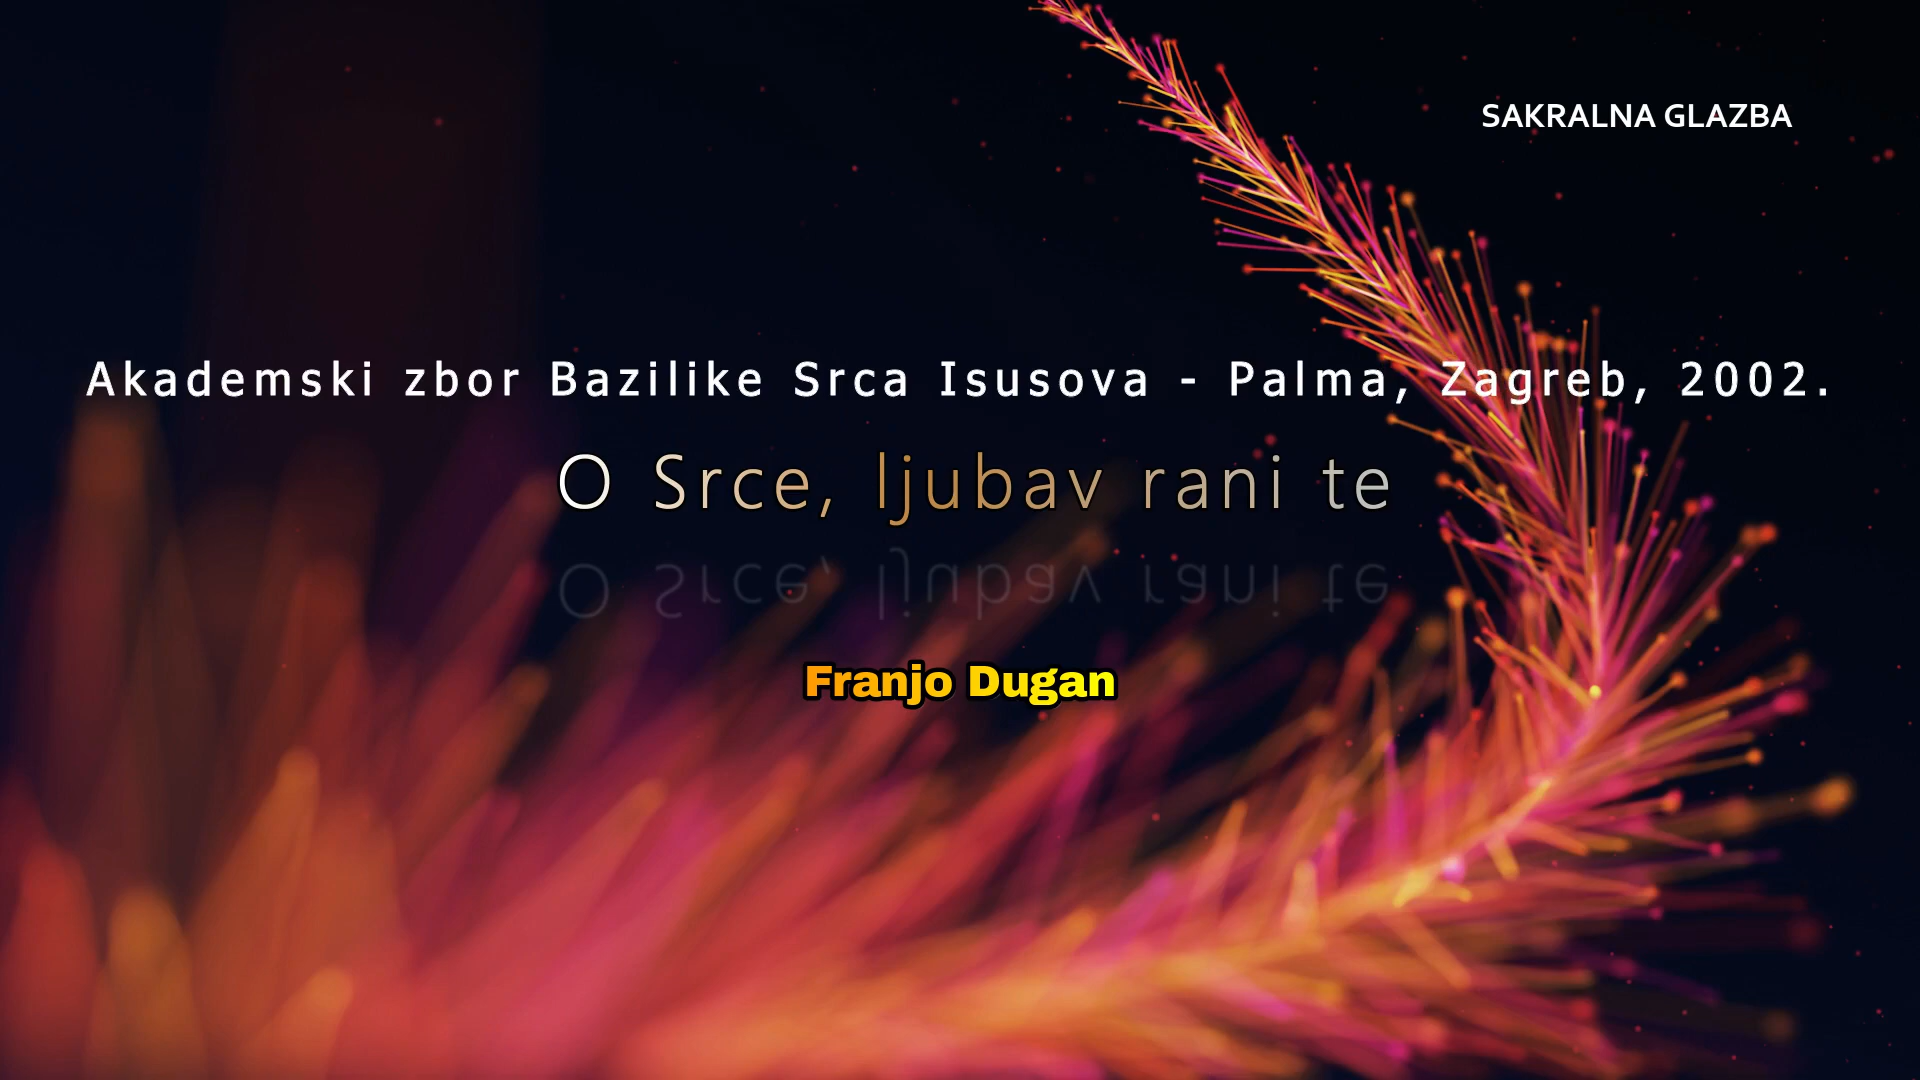 SAKRALNA GLAZBA
Akademski zbor Bazilike Srca Isusova - Palma, Zagreb, 2002.
O Srce, ljubav rani te
Franjo Dugan